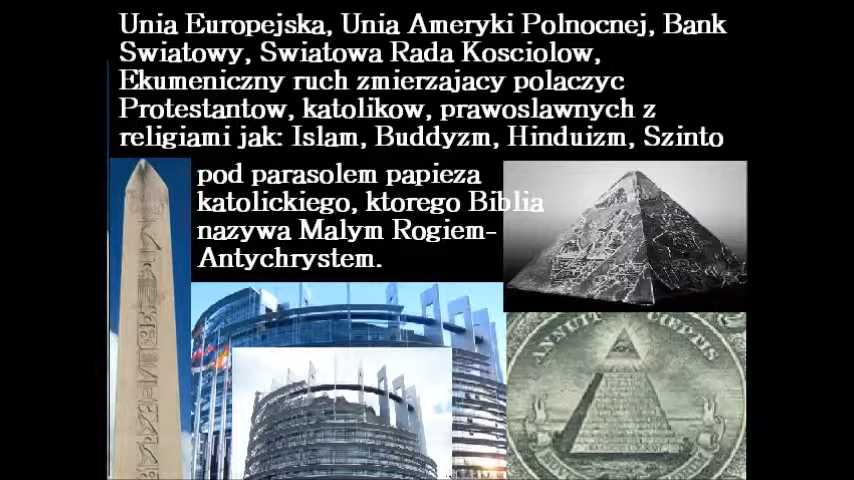 Unia Europejska, Unia Ameryki Polnocnej, Bank
Swiatowy, Swiatowa Rada Kosciolow,
Ekumeniczny ruch zmierzajacy polaczyc
Protestantow, katolikow, prawoslawnych z
religiami jak: Islam, Buddyzm, Hinduizm, Szinto
pod parasolem papieza
katolickiego, ktorego Biblia
nazywa Malym Rogiem-
Antychrystem.
ANNUIT CŒPTIS